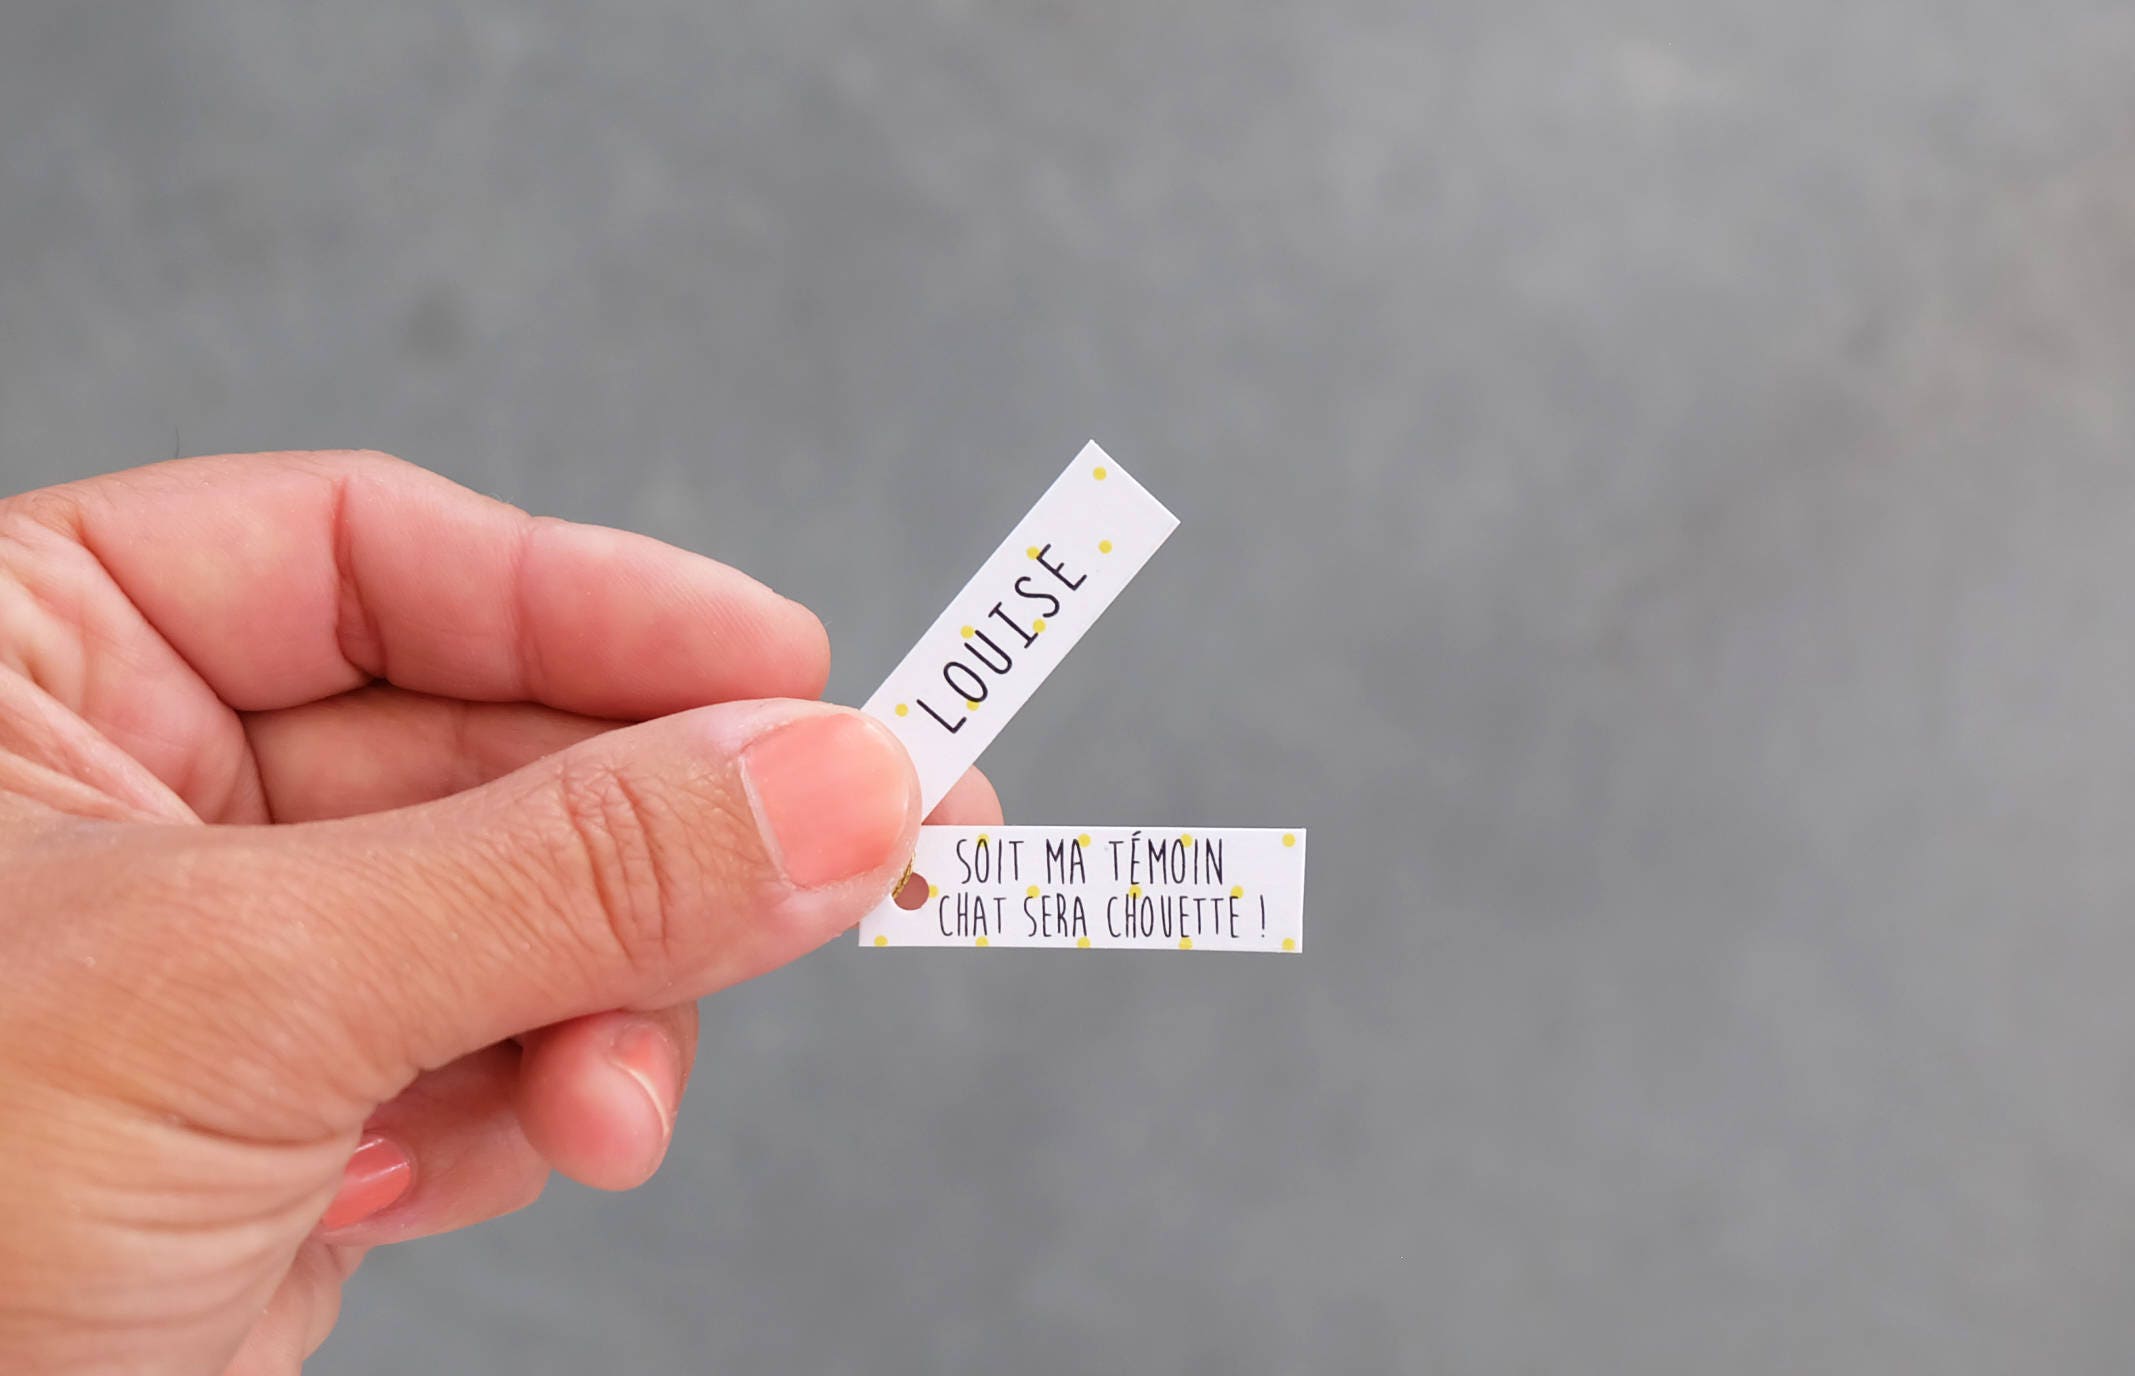 LOUISE
SOIT MA TÉMOIN
CHAT SERA CHOUETTE !